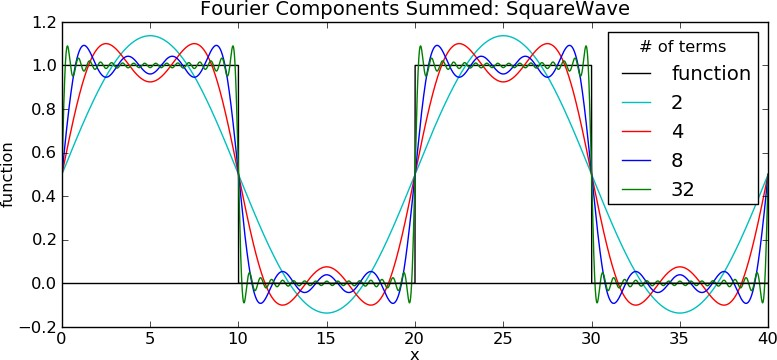 Fourier Components Summed: SquareWave
1.2
1.0
0.8
0.6
0.4
0.2
0.0
−0.2
function
# of terms
function
2
4
8
32
0 5 10 15 20 25 30 35 40
x